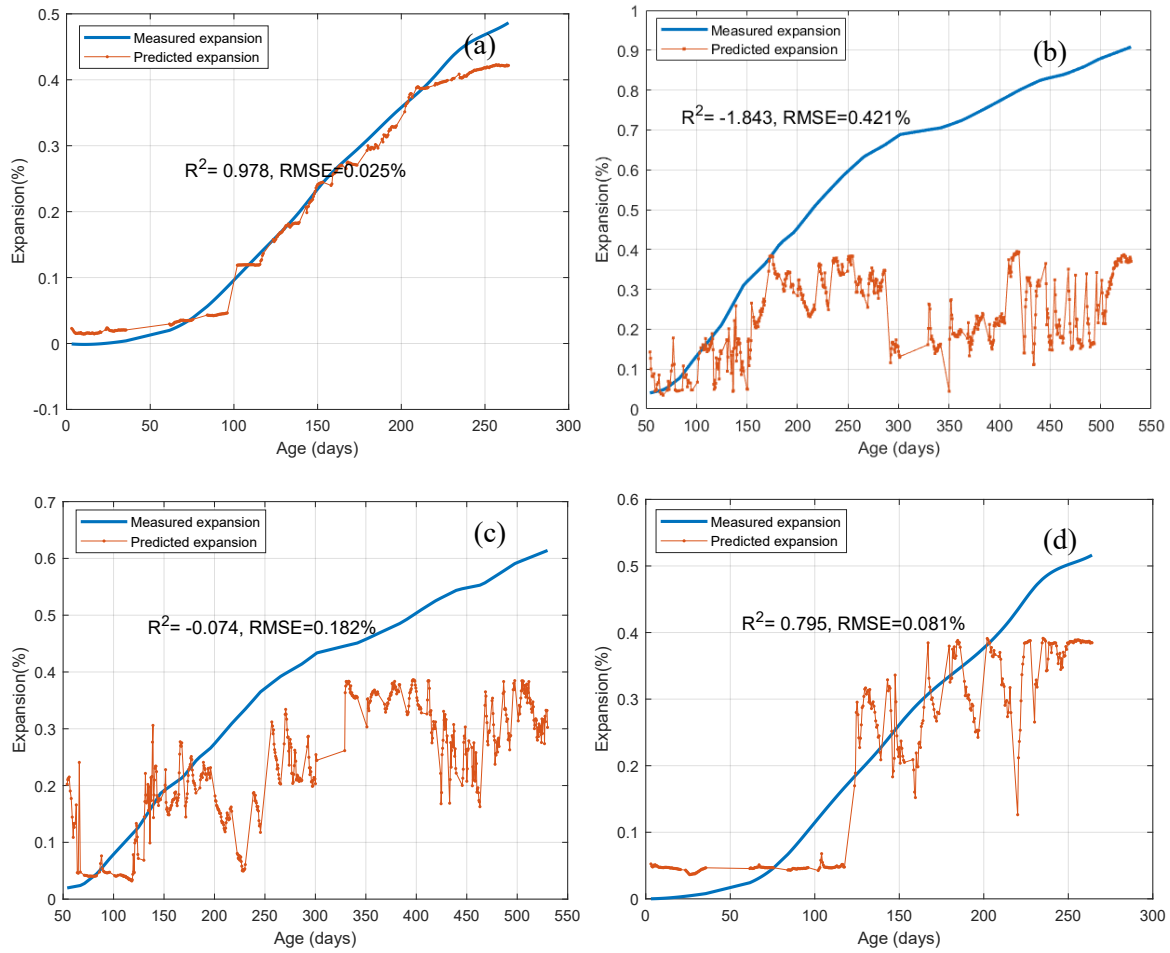 0.5
0.4
0.3
0.2
0.1
0
-0.1
Expansion(%)
Measured expansion
Predicted expansion
(a)
R2= 0.978, RMSE=0.025%
0 50 100 150 200 250 300
Age (days)
1
0.9
0.8
0.7
0.6
0.5
0.4
0.3
0.2
0.1
0
Expansion(%)
Measured expansion
Predicted expansion
(b)
R2= -1.843, RMSE=0.421%
50 100 150 200 250 300 350 400 450 500 550
Age (days)
0.7
0.6
0.5
0.4
0.3
0.2
0.1
0
Expansion(%)
Measured expansion
Predicted expansion
(c)
R2= -0.074, RMSE=0.182%
50 100 150 200 250 300 350 400 450 500 550
Age (days)
0.6
0.5
0.4
0.3
0.2
0.1
0
Expansion(%)
Measured expansion
Predicted expansion
(d)
R2= 0.795, RMSE=0.081%
0 50 100 150 200 250 300
Age (days)